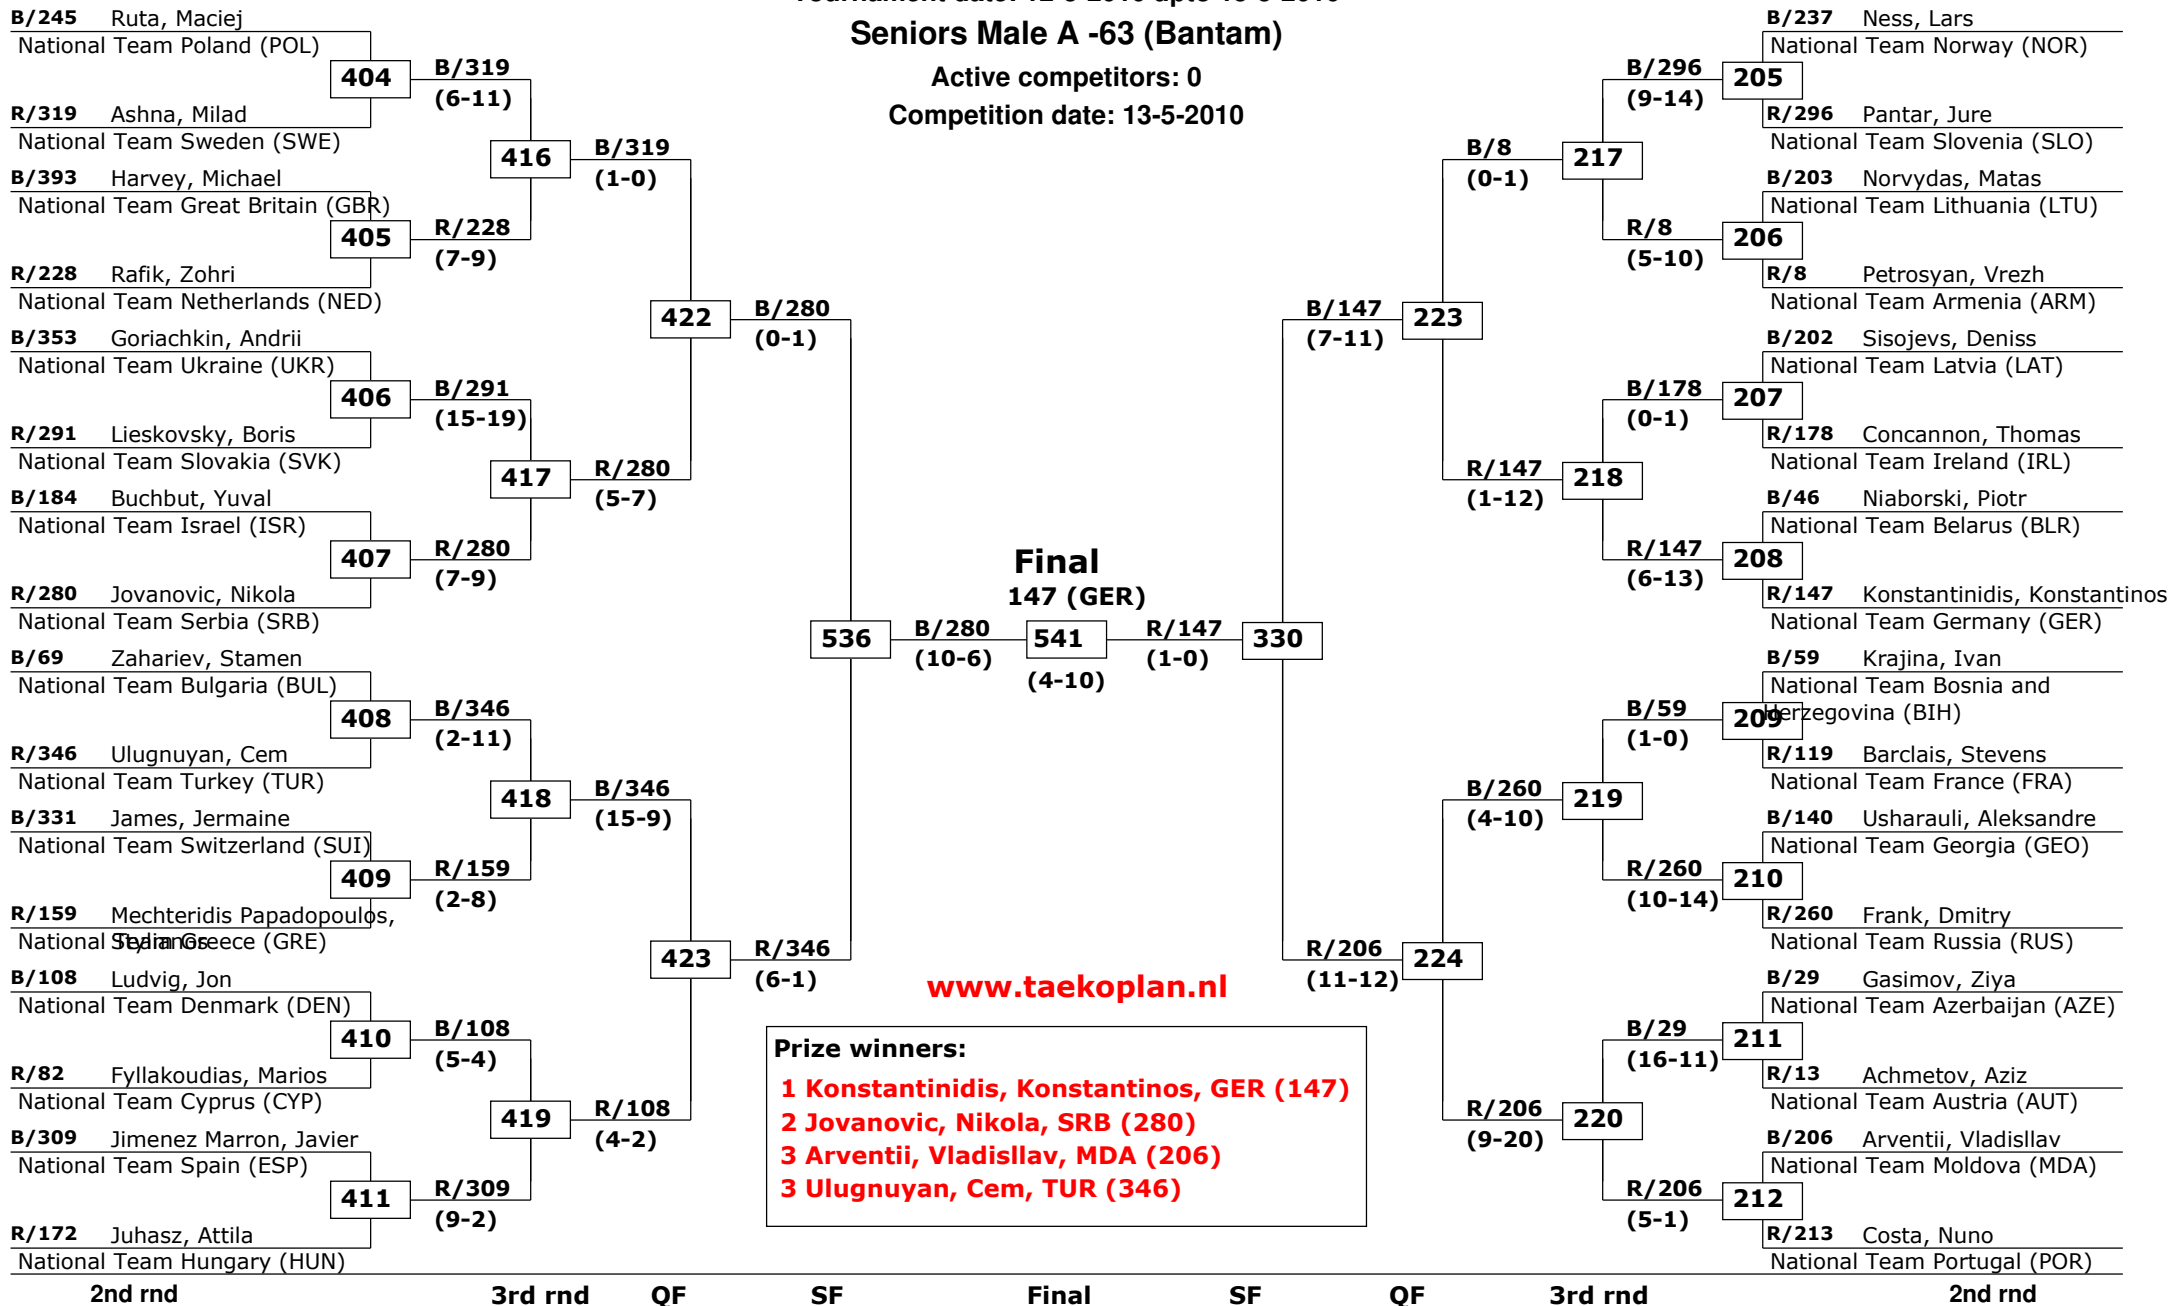 Seniors Male A -63 (Bantam)
Active competitors: 0
Competition date: 13-5-2010
B/245 Ruta, Maciej
National Team Poland (POL)
404
R/319 Ashna, Milad
National Team Sweden (SWE)
B/393 Harvey, Michael
National Team Great Britain (GBR)
405
R/228 Rafik, Zohri
National Team Netherlands (NED)
B/353 Goriachkin, Andrii
National Team Ukraine (UKR)
406
R/291 Lieskovsky, Boris
National Team Slovakia (SVK)
B/184 Buchbut, Yuval
National Team Israel (ISR)
407
R/280 Jovanovic, Nikola
National Team Serbia (SRB)
B/69 Zahariev, Stamen
National Team Bulgaria (BUL)
408
R/346 Ulugnuyan, Cem
National Team Turkey (TUR)
B/331 James, Jermaine
National Team Switzerland (SUI)
409
R/159 Mechteridis Papadopoulos,
Stylianos
National Team Greece (GRE)
B/108 Ludvig, Jon
National Team Denmark (DEN)
410
R/82 Fyllakoudias, Marios
National Team Cyprus (CYP)
B/309 Jimenez Marron, Javier
National Team Spain (ESP)
411
R/172 Juhasz, Attila
National Team Hungary (HUN)
B/319
(6-11)
416
R/228
(7-9)
B/291
(15-19)
417
R/280
(7-9)
B/346
(2-11)
418
R/159
(2-8)
B/108
(5-4)
419
R/309
(9-2)
B/319
(1-0)
422
R/280
(5-7)
B/346
(15-9)
423
R/108
(4-2)
B/280
(0-1)
536
R/346
(6-1)
B/280
(10-6)
Final
147 (GER)
541
(4-10)
R/147
(1-0)
B/147
(7-11)
330
R/206
(11-12)
B/8
(0-1)
223
R/147
(1-12)
B/260
(4-10)
224
R/206
(9-20)
B/296
(9-14)
217
R/8
(5-10)
B/178
(0-1)
218
R/147
(6-13)
B/59
(1-0)
219
R/260
(10-14)
B/29
(16-11)
220
R/206
(5-1)
B/237 Ness, Lars
National Team Norway (NOR)
205
R/296 Pantar, Jure
National Team Slovenia (SLO)
B/203 Norvydas, Matas
National Team Lithuania (LTU)
206
R/8 Petrosyan, Vrezh
National Team Armenia (ARM)
B/202 Sisojevs, Deniss
National Team Latvia (LAT)
207
R/178 Concannon, Thomas
National Team Ireland (IRL)
B/46 Niaborski, Piotr
National Team Belarus (BLR)
208
R/147 Konstantinidis, Konstantinos
National Team Germany (GER)
B/59 Krajina, Ivan
National Team Bosnia and
Herzegovina (BIH)
209
R/119 Barclais, Stevens
National Team France (FRA)
B/140 Usharauli, Aleksandre
National Team Georgia (GEO)
210
R/260 Frank, Dmitry
National Team Russia (RUS)
B/29 Gasimov, Ziya
National Team Azerbaijan (AZE)
211
R/13 Achmetov, Aziz
National Team Austria (AUT)
B/206 Arventii, Vladisllav
National Team Moldova (MDA)
212
R/213 Costa, Nuno
National Team Portugal (POR)
www.taekoplan.nl
Prize winners:
1 Konstantinidis, Konstantinos, GER (147)
2 Jovanovic, Nikola, SRB (280)
3 Arventii, Vladisllav, MDA (206)
3 Ulugnuyan, Cem, TUR (346)
2nd rnd 3rd rnd QF SF Final SF QF 3rd rnd 2nd rnd